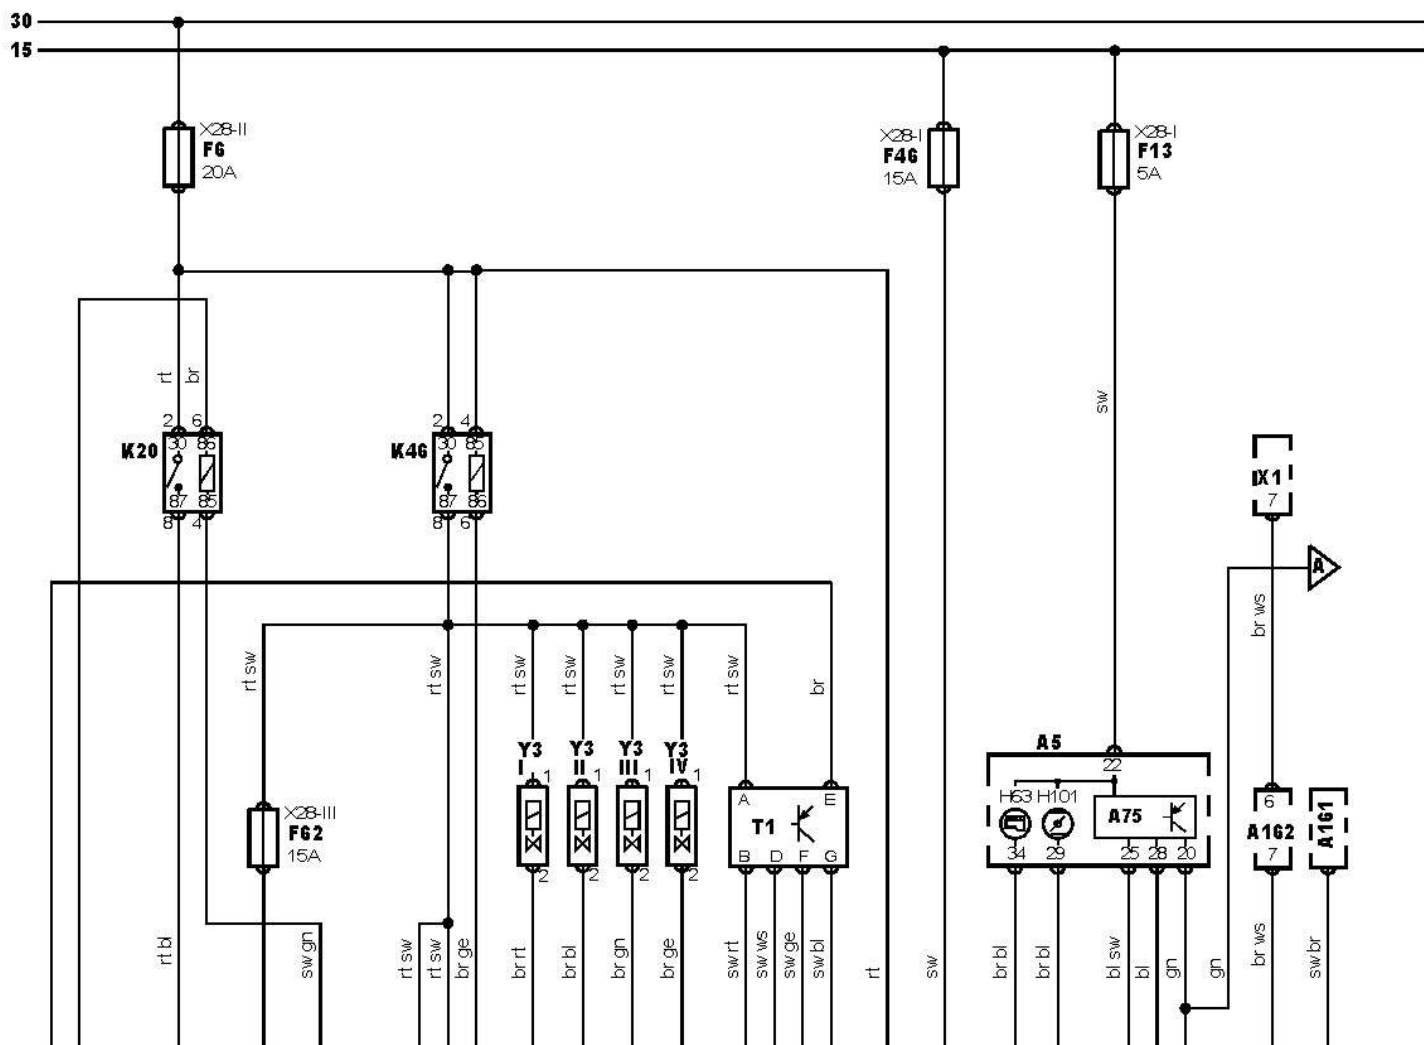 30
15
X28-II
F6
20A
X28-I
F46
15A
X28-I
F13
5A
rt
br
sw
2 6
30 86
K20
87 85
8 4
2 4
30 85
K46
87 86
8 6
X1
7
A
br ws
rt sw
rt sw
rt sw
rt sw
rt sw
rt sw
rt sw
br
Y3 I
1
2
Y3 II
1
2
Y3 III
1
2
Y3 IV
1
2
X28-III
F62
15A
A E
T1
B D F G
A5
22
H63 H101
A75
34 29 25 28 20
6
A162
7
A161
rt bl
sw gn
rt sw
rt sw
br ge
br rt
br bl
br gn
br ge
sw rt
sw ws
sw ge
sw bl
rt
sw
br bl
br bl
bl sw
bl
gn
gn
br ws
sw br